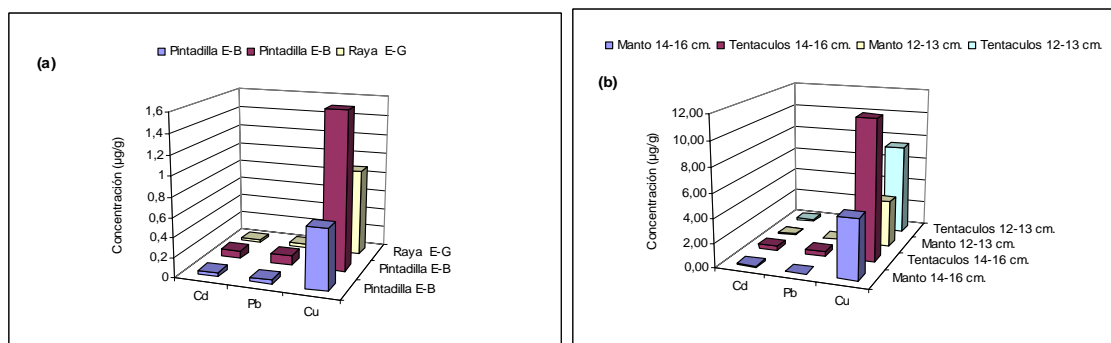 Pintadilla E-B Pintadilla E-B Raya E-G
(a)
Concentración (µg/g)
1,6
1,4
1,2
1
0,8
0,6
0,4
0,2
0
Cd Pb Cu
Raya E-G
Pintadilla E-B
Pintadilla E-B
Manto 14-16 cm. Tentaculos 14-16 cm. Manto 12-13 cm. Tentaculos 12-13 cm.
(b)
Concentración (µg/g)
12,00
10,00
8,00
6,00
4,00
2,00
0,00
Cd Pb Cu
Tentaculos 12-13 cm.
Manto 12-13 cm.
Tentaculos 14-16 cm.
Manto 14-16 cm.